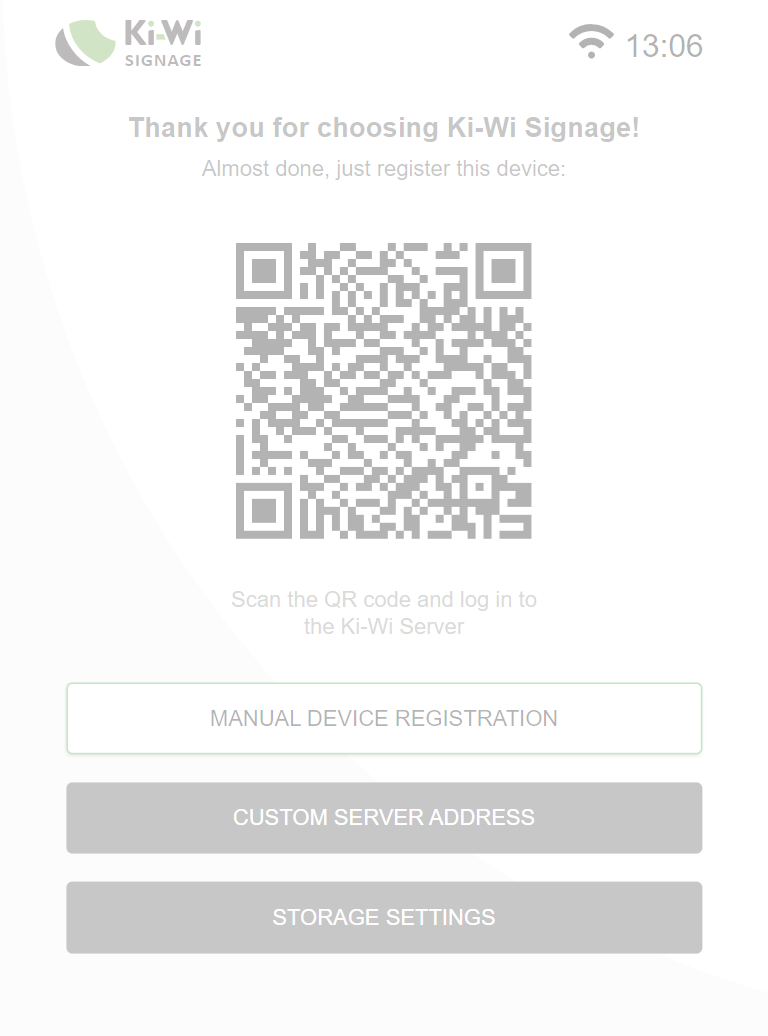 Ki-Wi
SIGNAGE
13:06
Thank you for choosing Ki-Wi Signage!
Almost done, just register this device:
Scan the QR code and log in to
the Ki-Wi Server
MANUAL DEVICE REGISTRATION
CUSTOM SERVER ADDRESS
STORAGE SETTINGS